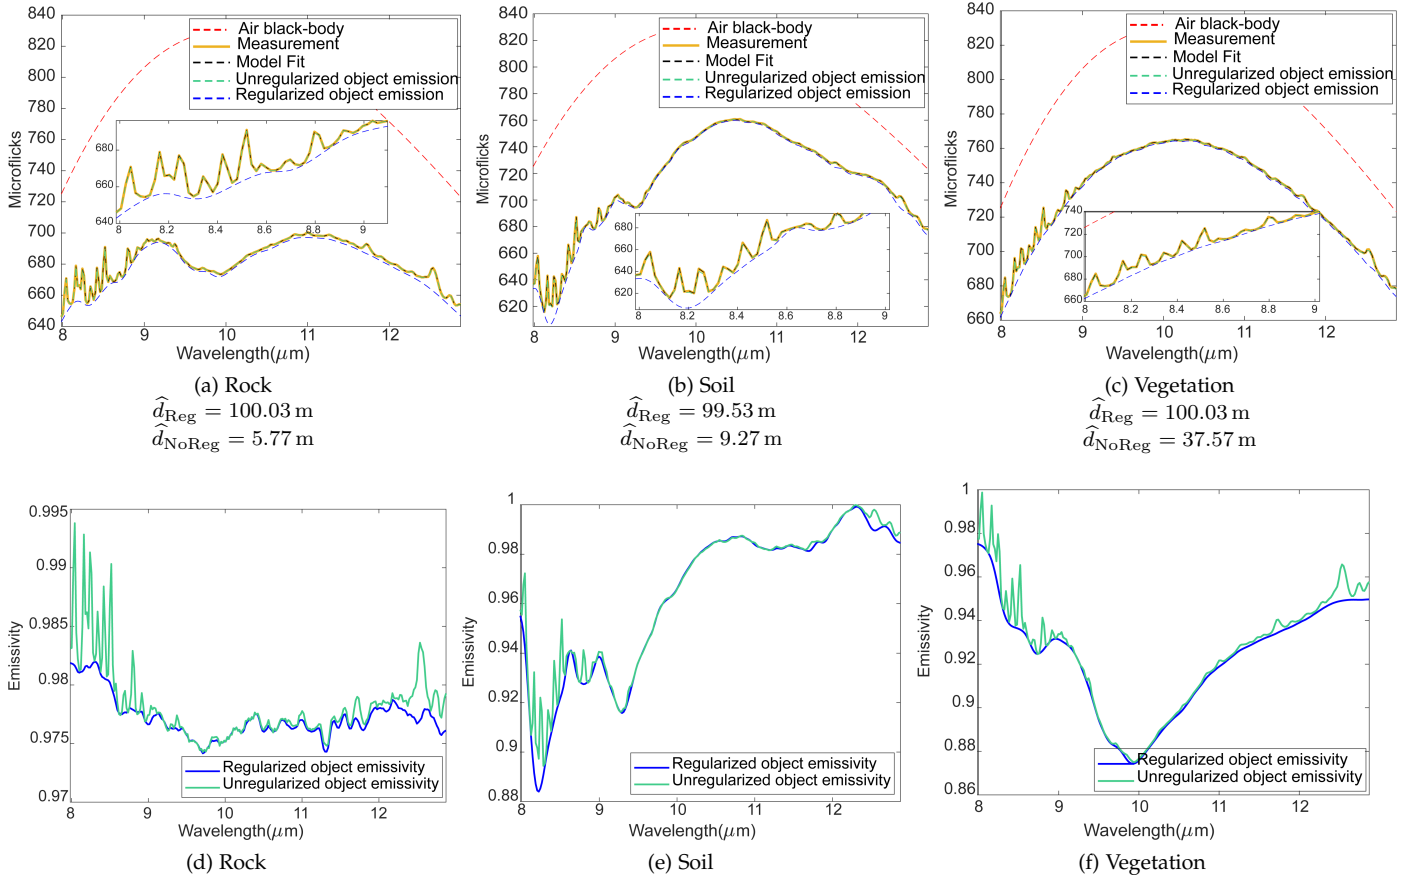 840
820
800
780
760
740
720
700
680
660
640
Microflicks
Air black-body
Measurement
Model Fit
Unregularized object emission
Regularized object emission
680
660
640
8
8.2
8.4
8.6
8.8
9
8
9
10
11
12
Wavelength(μm)
(a) Rock
d̂Reg = 100.03 m
d̂NoReg = 5.77 m
840
820
800
780
760
740
720
700
680
660
640
620
Microflicks
Air black-body
Measurement
Model Fit
Unregularized object emission
Regularized object emission
680
660
640
620
8
8.2
8.4
8.6
8.8
9
8
9
10
11
12
Wavelength(μm)
(b) Soil
d̂Reg = 99.53 m
d̂NoReg = 9.27 m
840
820
800
780
760
740
720
700
680
660
Microflicks
Air black-body
Measurement
Model Fit
Unregularized object emission
Regularized object emission
740
720
700
680
660
8
8.2
8.4
8.6
8.8
9
8
9
10
11
12
Wavelength(μm)
(c) Vegetation
d̂Reg = 100.03 m
d̂NoReg = 37.57 m
0.995
0.99
0.985
0.98
0.975
0.97
Emissivity
Regularized object emissivity
Unregularized object emissivity
8
9
10
11
12
Wavelength(μm)
(d) Rock
1
0.98
0.96
0.94
0.92
0.9
0.88
Emissivity
Regularized object emissivity
Unregularized object emissivity
8
9
10
11
12
Wavelength(μm)
(e) Soil
1
0.98
0.96
0.94
0.92
0.9
0.88
0.86
Emissivity
Regularized object emissivity
Unregularized object emissivity
8
9
10
11
12
Wavelength(μm)
(f) Vegetation